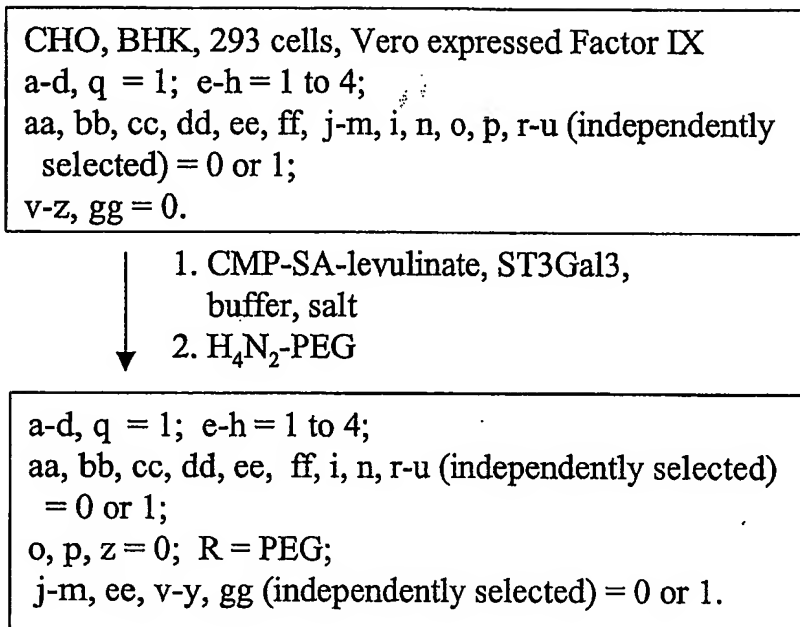 CHO, BHK, 293 cells, Vero expressed Factor IX
a-d, q = 1; e-h = 1 to 4;
aa, bb, cc, dd, ee, ff, j-m, i, n, o, p, r-u (independently
selected) = 0 or 1;
v-z, gg = 0.
1. CMP-SA-levulinate, ST3Gal3,
buffer, salt
2. H₄N₂-PEG
a-d, q = 1; e-h = 1 to 4;
aa, bb, cc, dd, ee, ff, i, n, r-u (independently selected)
= 0 or 1;
o, p, z = 0; R = PEG;
j-m, ee, v-y, gg (independently selected) = 0 or 1.